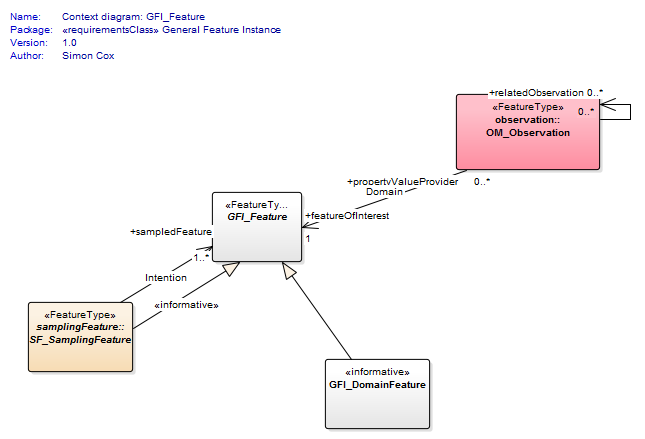 Name: Context diagram: GFI_Feature
Package: «requirementsClass» General Feature Instance
Version: 1.0
Author: Simon Cox
+relatedObservation 0..*
«FeatureType»
0..*
observation::
OM_Observation
+propertyValueProvider 0..*
Domain
«FeatureTy...
GFI_Feature
+featureOfInterest
1
+sampledFeature
1..*
Intention
«informative»
«FeatureType»
samplingFeature::
SF_SamplingFeature
«informative»
GFI_DomainFeature